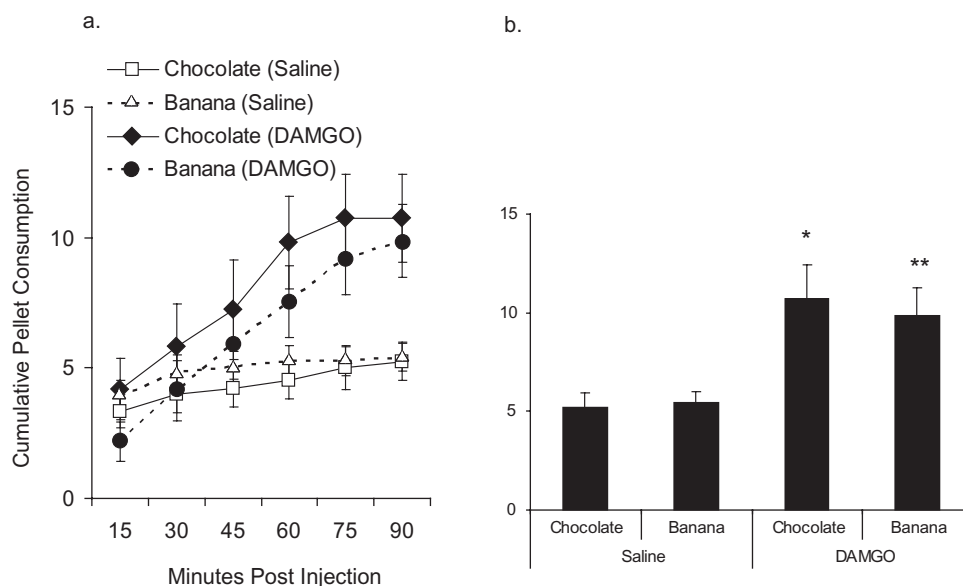 a.
Chocolate (Saline)
Banana (Saline)
Chocolate (DAMGO)
Banana (DAMGO)
15
10
5
0
Cumulative Pellet Consumption
15 30 45 60 75 90
Minutes Post Injection
b.
15
10
5
0
*
**
Chocolate Banana Chocolate Banana
Saline DAMGO